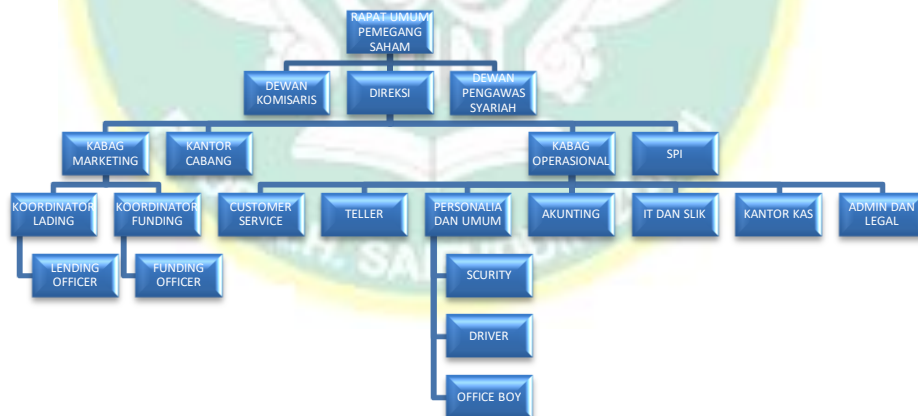 RAPAT UMUM
PEMEGANG
SAHAM
DEWAN
KOMISARIS
DIREKSI
DEWAN
PENGAWAS
SYARIAH
KABAG
MARKETING
KANTOR
CABANG
KABAG
OPERASIONAL
SPI
KOORDINATOR
LADING
KOORDINATOR
FUNDING
CUSTOMER
SERVICE
TELLER
PERSONALIA
DAN UMUM
AKUNTING
IT DAN SLIK
KANTOR KAS
ADMIN DAN
LEGAL
LENDING
OFFICER
FUNDING
OFFICER
SCURITY
DRIVER
OFFICE BOY